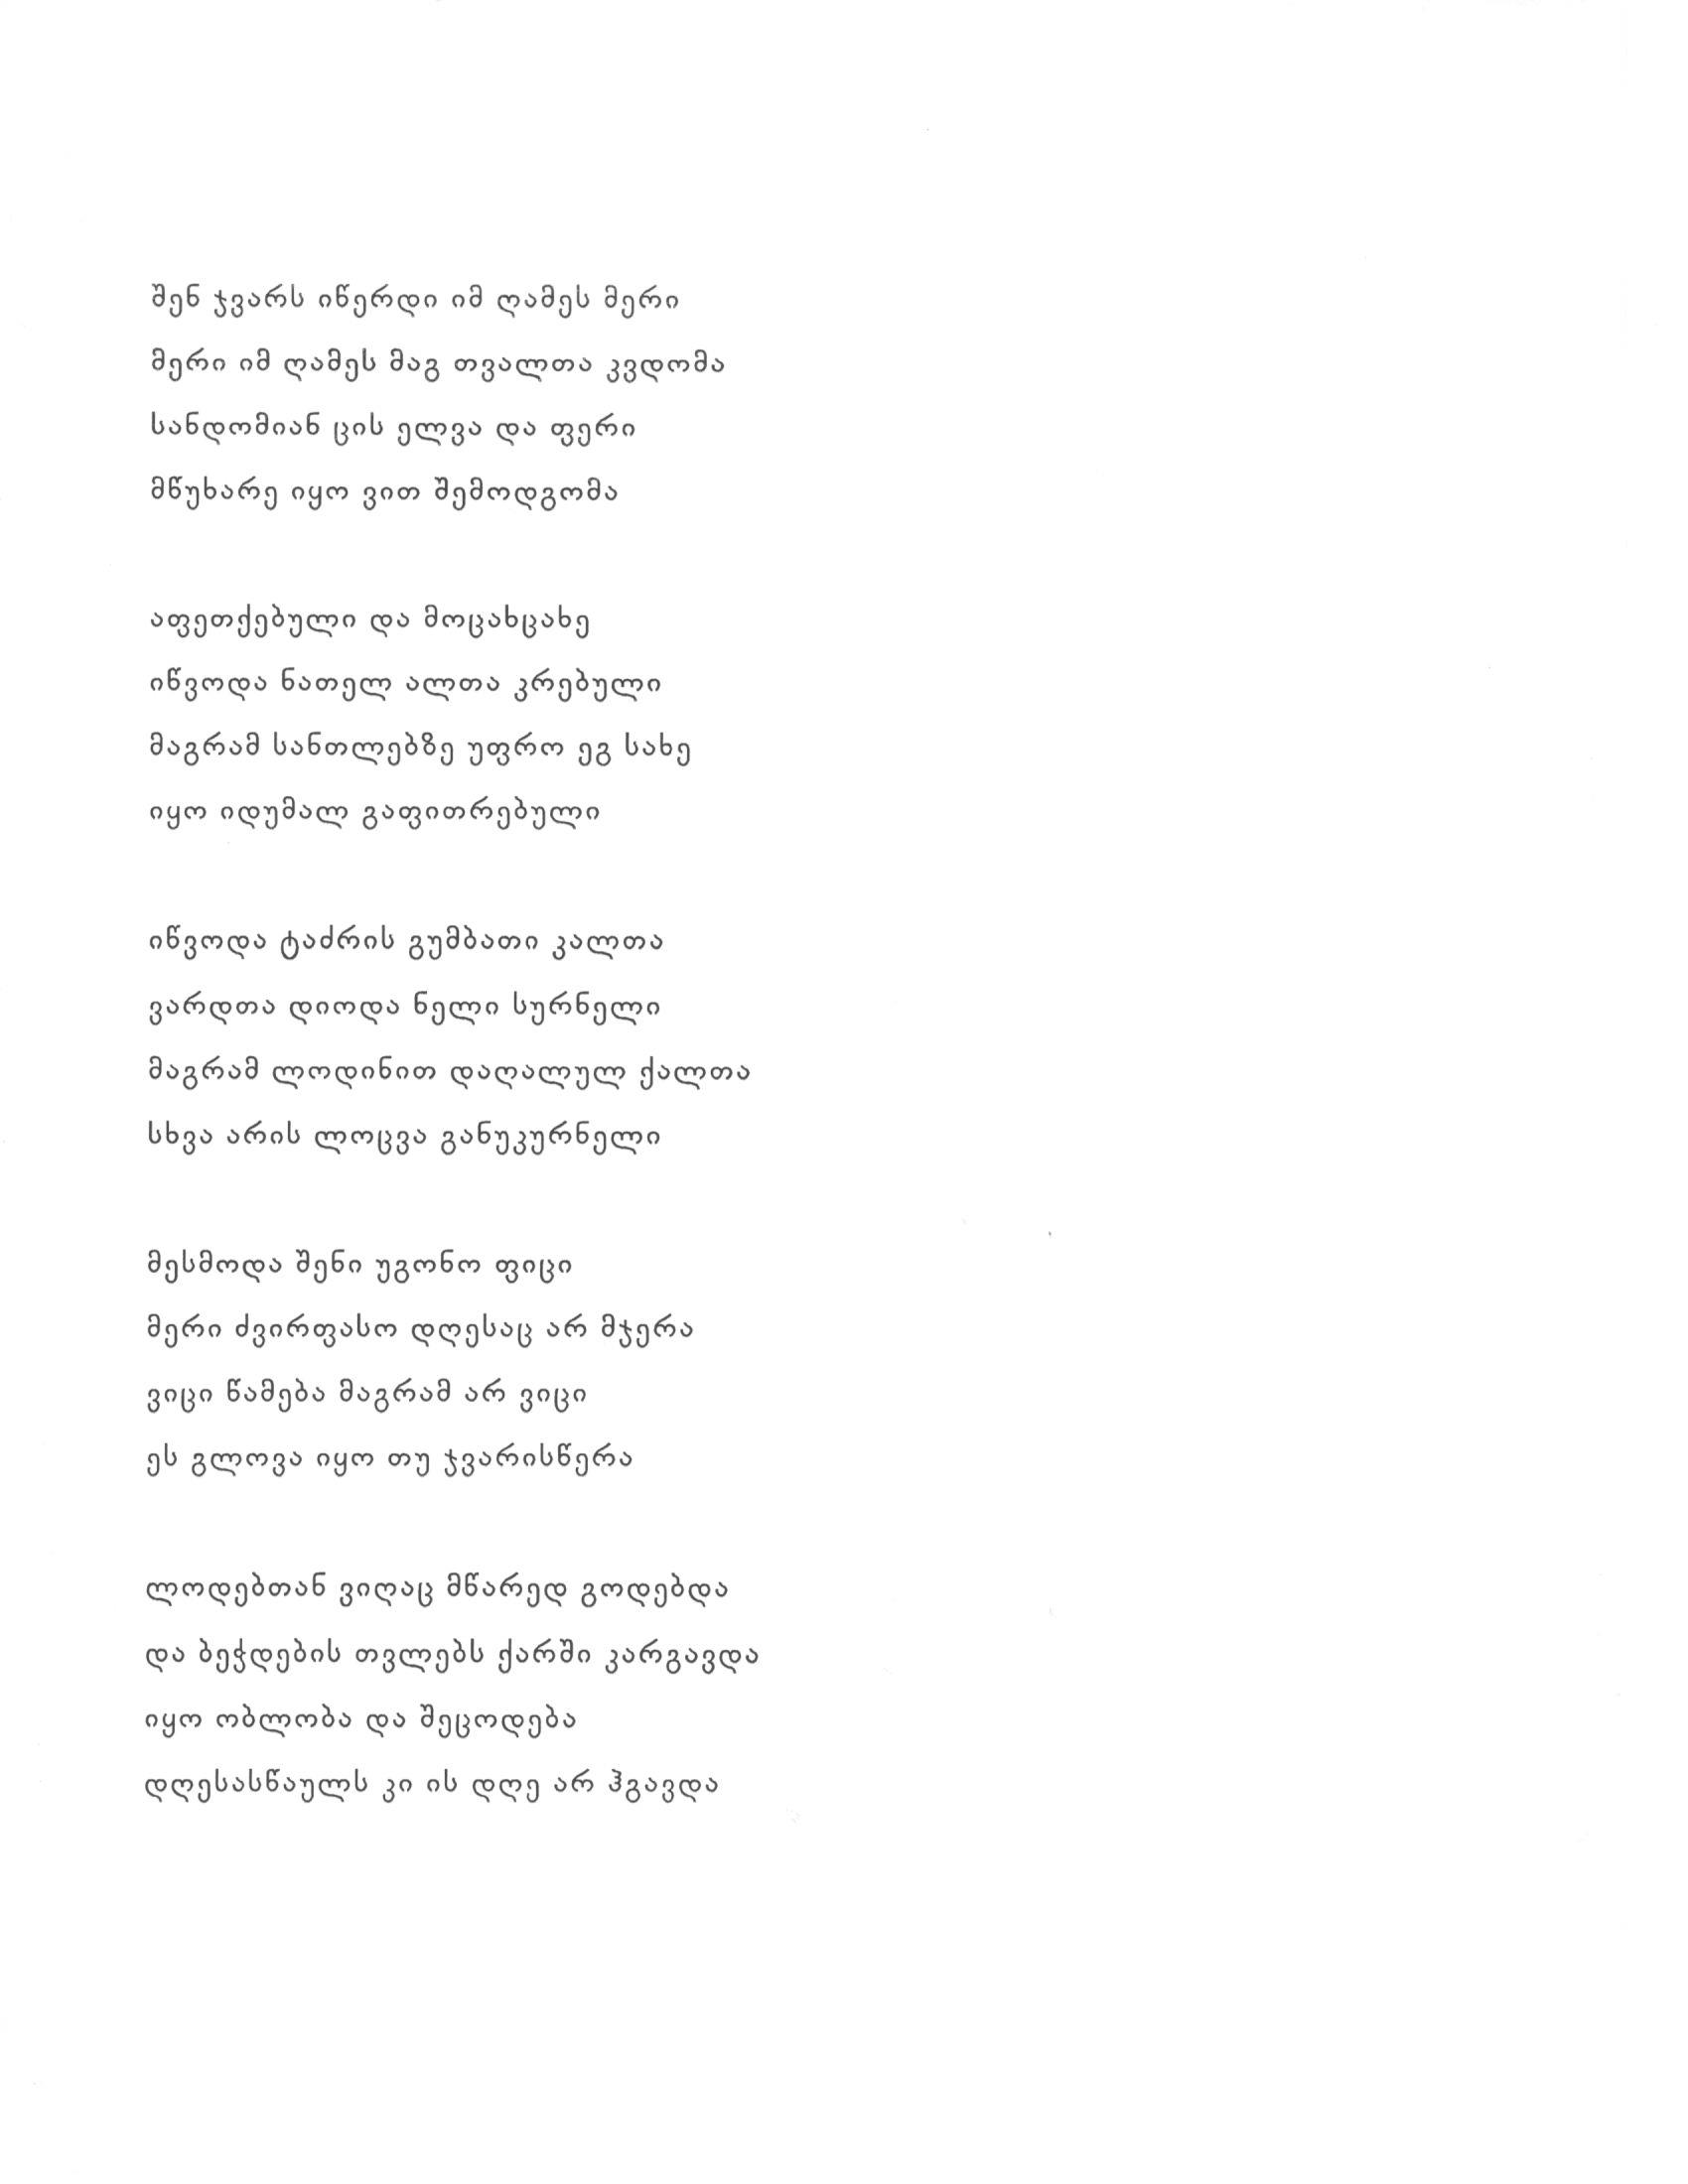 შენ ჯვარს იწერდი იმ ღამეს მერი
მერი იმ ღამეს მაგ თვალთა კვდომა
სანდომიან ცის ელვა და ფერი
მწუხარე იყო ვით შემოდგომა
აფეთქებული და მოცახცახე
იწვოდა ნათელ ალთა კრებული
მაგრამ სანთლებზე უფრო ეგ სახე
იყო იდუმალ გაფითრებული
იწვოდა ტაძრის გუმბათი კალთა
ვარდთა დიოდა ნელი სურნელი
მაგრამ ლოდინით დაღალულ ქალთა
სხვა არის ლოცვა განუკურნელი
მესმოდა შენი უგონო ფიცი
მერი ძვირფასო დღესაც არ მჯერა
ვიცი წამება მაგრამ არ ვიცი
ეს გლოვა იყო თუ ჯვარისწერა
ლოდებთან ვიღაც მწარედ გოდებდა
და ბეჭდების თვლებს ქარში კარგავდა
იყო ობლობა და შეცოდება
დღესასწაულს კი ის დღე არ ჰგავდა